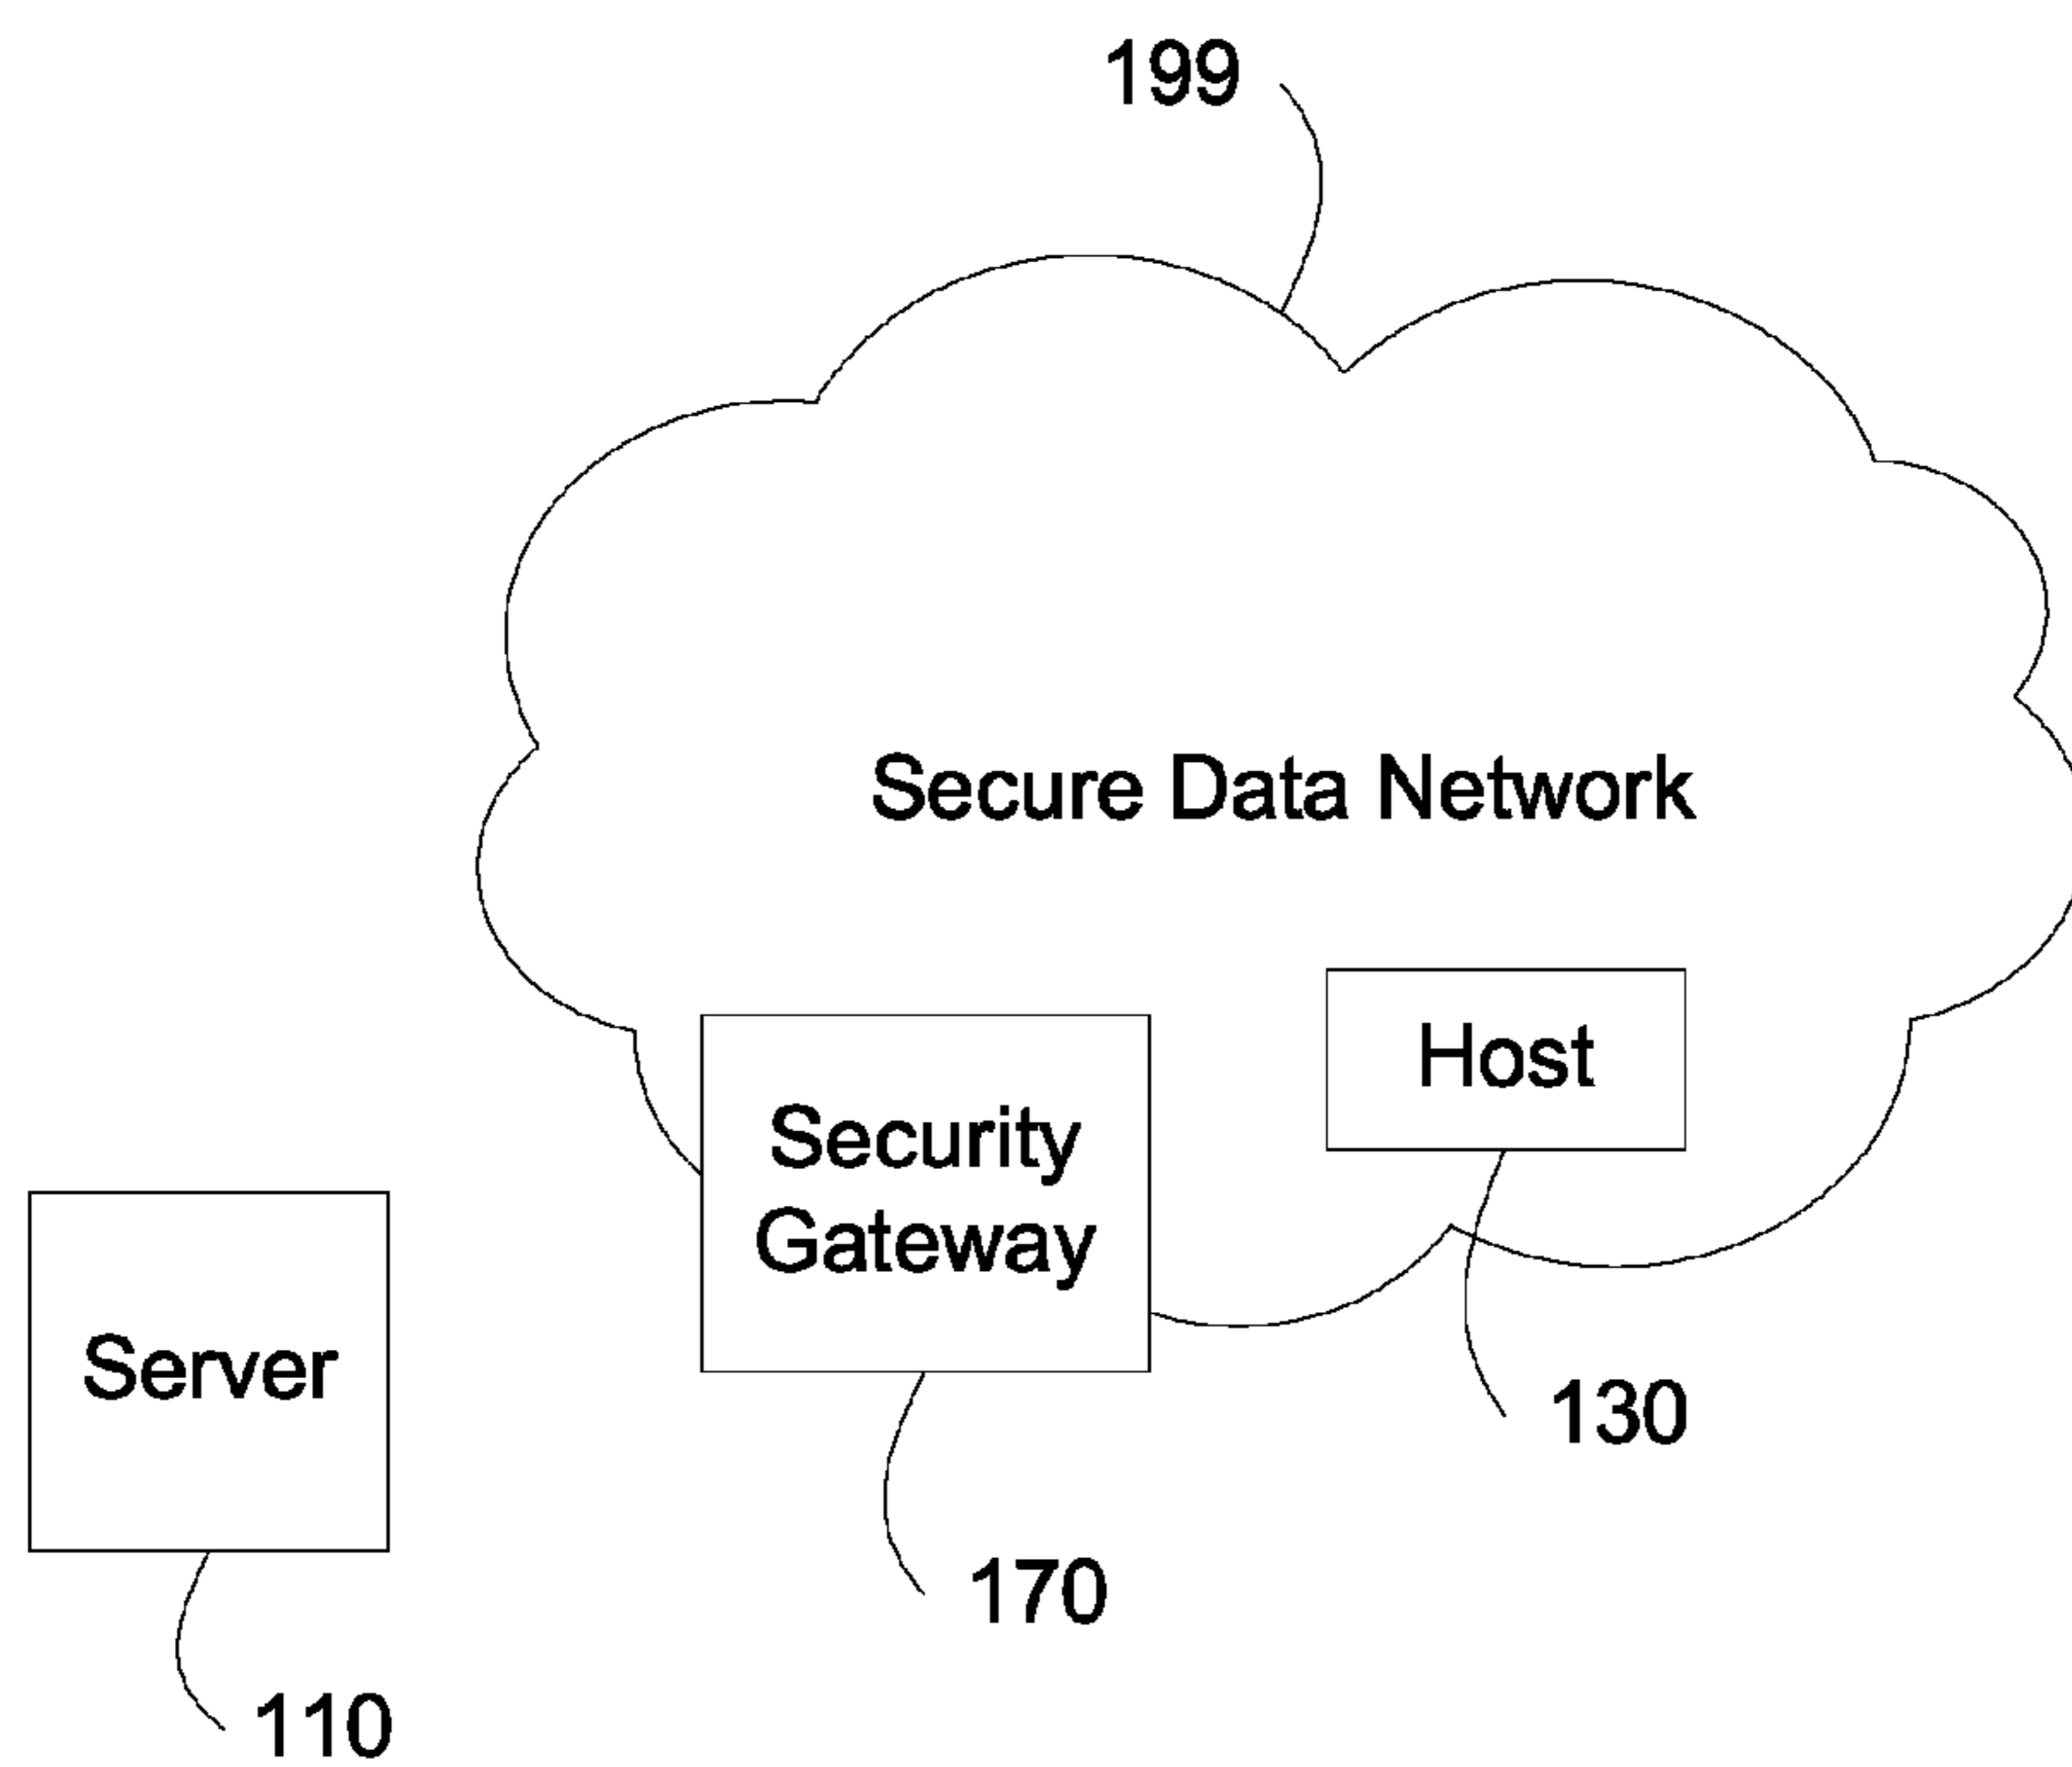 199
Secure Data Network
Host
Security
Gateway
Server
130
170
110